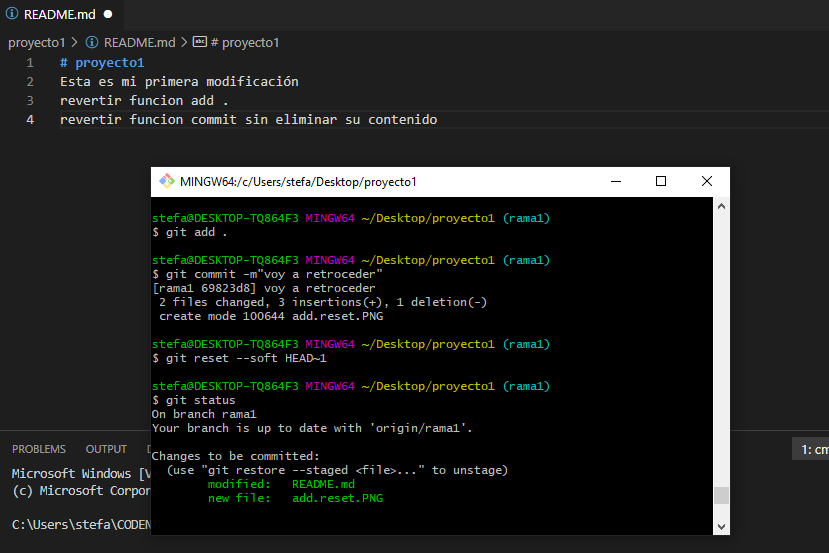 README.md
proyecto1 > README.md > # proyecto1
1 # proyecto1
2 Esta es mi primera modificación
3 revertir funcion add .
4 revertir funcion commit sin eliminar su contenido
MINGW64:/c/Users/stefa/Desktop/proyecto1
stefa@DESKTOP-TQ864F3 MINGW64 ~/Desktop/proyecto1 (rama1)
$ git add .
stefa@DESKTOP-TQ864F3 MINGW64 ~/Desktop/proyecto1 (rama1)
$ git commit -m"voy a retroceder"
[rama1 69823d8] voy a retroceder
2 files changed, 3 insertions(+), 1 deletion(-)
create mode 100644 add.reset.PNG
stefa@DESKTOP-TQ864F3 MINGW64 ~/Desktop/proyecto1 (rama1)
$ git reset --soft HEAD~1
stefa@DESKTOP-TQ864F3 MINGW64 ~/Desktop/proyecto1 (rama1)
$ git status
On branch rama1
Your branch is up to date with 'origin/rama1'.
Changes to be committed:
(use "git restore --staged <file>..." to unstage)
modified: README.md
new file: add.reset.PNG
PROBLEMS OUTPUT
1: cm
Microsoft Windows [V
(c) Microsoft Corpor
C:\Users\stefa\CODEN